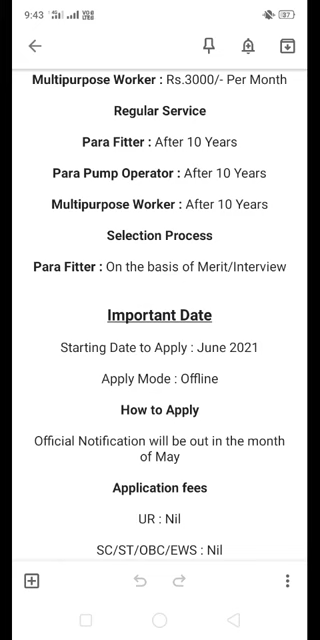 9:43
87
Multipurpose Worker : Rs.3000/- Per Month
Regular Service
Para Fitter : After 10 Years
Para Pump Operator : After 10 Years
Multipurpose Worker : After 10 Years
Selection Process
Para Fitter : On the basis of Merit/Interview
Important Date
Starting Date to Apply : June 2021
Apply Mode : Offline
How to Apply
Official Notification will be out in the month
of May
Application fees
UR : Nil
SC/ST/OBC/EWS : Nil